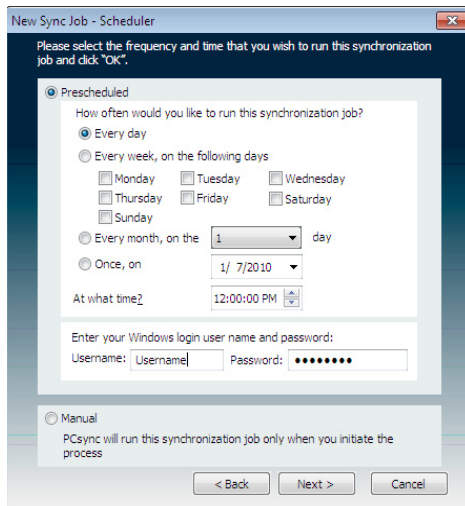 New Sync Job - Scheduler
Please select the frequency and time that you wish to run this synchronization
job and click "OK".
Prescheduled
How often would you like to run this synchronization job?
Every day
Every week, on the following days
Monday Tuesday Wednesday
Thursday Friday Saturday
Sunday
Every month, on the 1 day
Once, on 1/ 7/2010
At what time? 12:00:00 PM
Enter your Windows login user name and password:
Username: Username Password: ●●●●●●●●
Manual
PCsync will run this synchronization job only when you initiate the
process
< Back Next > Cancel